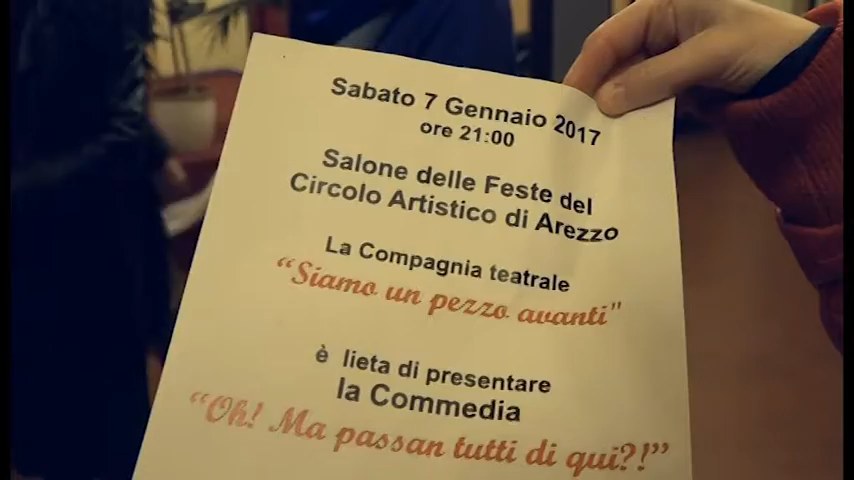 Sabato 7 Gennaio 2017
ore 21:00
Salone delle Feste del
Circolo Artistico di Arezzo
La Compagnia teatrale
“Siamo un pezzo avanti"
è lieta di presentare
la Commedia
“Oh! Ma passan tutti di qui?!”